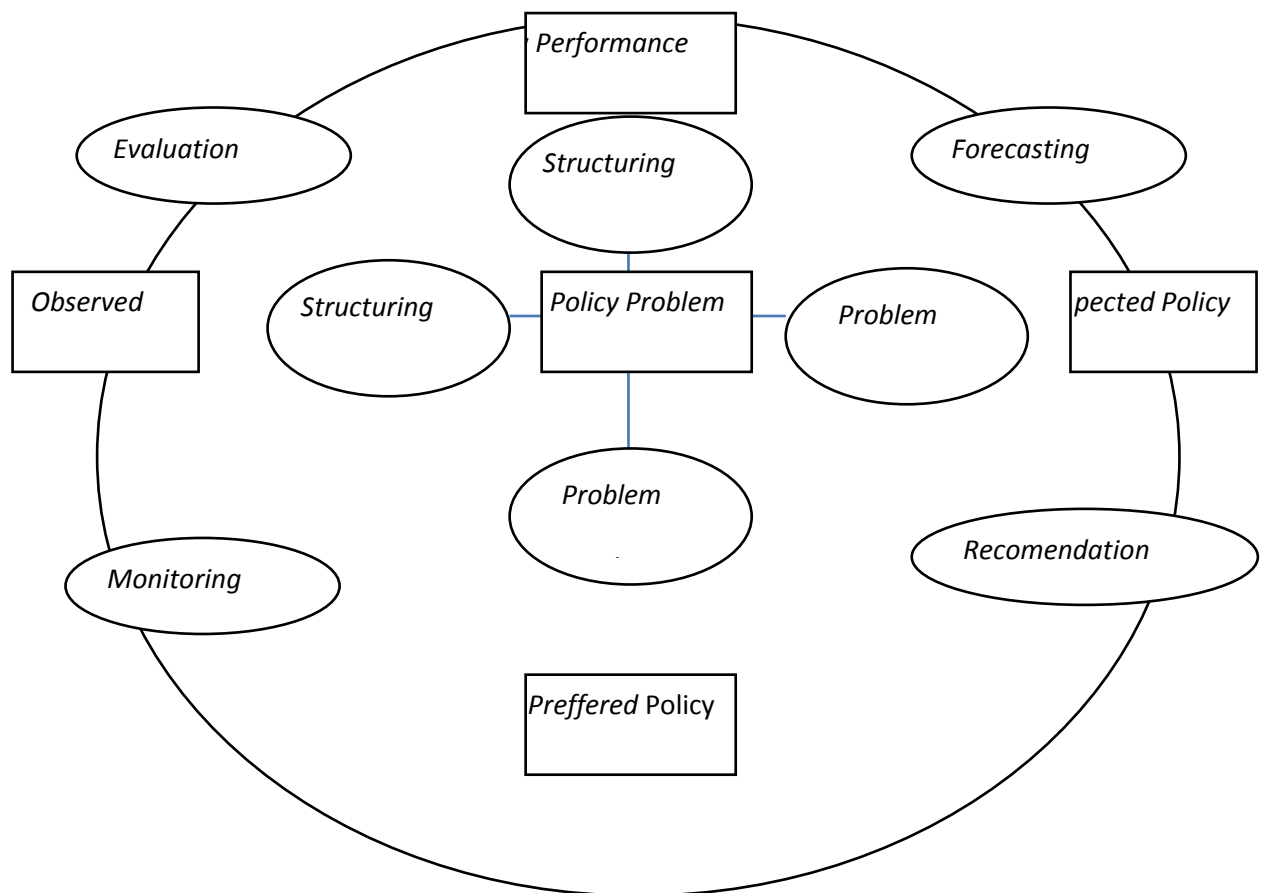 Performance
Evaluation
Forecasting
Structuring
Observed
Structuring
Policy Problem
Problem
pected Policy
Problem
Monitoring
Recomendation
Preffered Policy